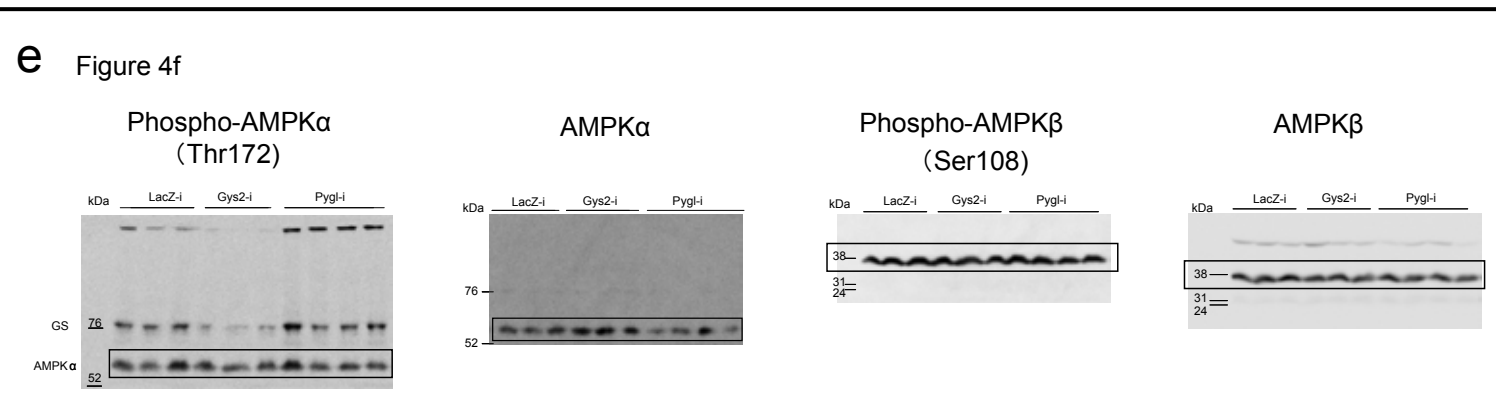 e Figure 4f
Phospho-AMPKα
（Thr172)
kDa LacZ-i Gys2-i Pygl-i
GS 76
AMPKα
52
AMPKα
kDa LacZ-i Gys2-i Pygl-i
76
52
Phospho-AMPKβ
（Ser108)
kDa LacZ-i Gys2-i Pygl-i
38
31
24
AMPKβ
kDa LacZ-i Gys2-i Pygl-i
38
31
24